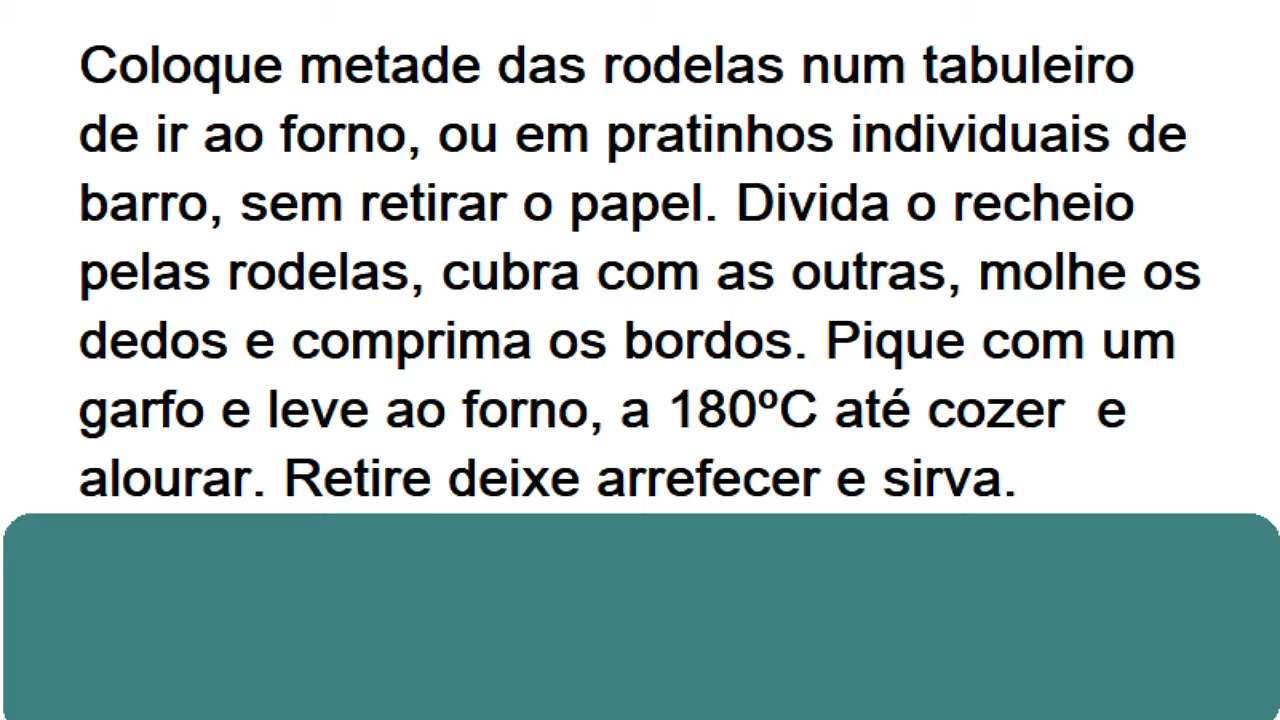 Coloque metade das rodelas num tabuleiro
de ir ao forno, ou em pratinhos individuais de
barro, sem retirar o papel. Divida o recheio
pelas rodelas, cubra com as outras, molhe os
dedos e comprima os bordos. Pique com um
garfo e leve ao forno, a 180ºC até cozer  e
alourar. Retire deixe arrefecer e sirva.